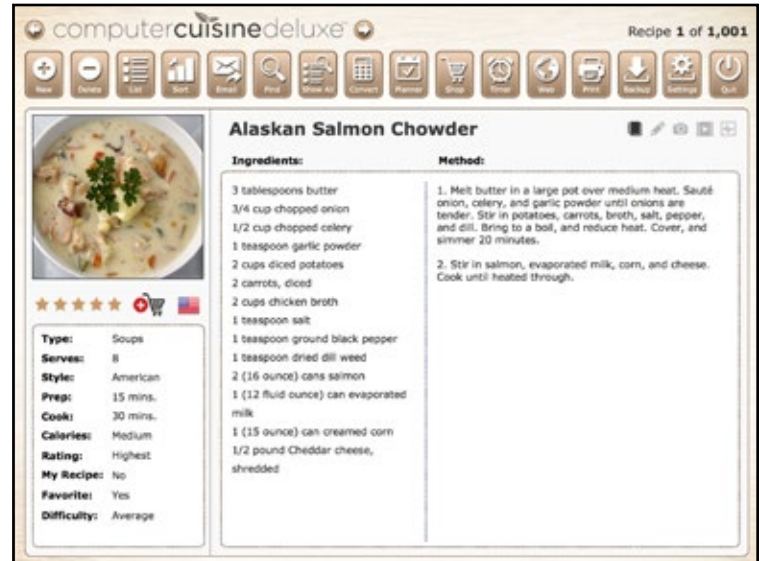 computercuisinedeluxe™
Recipe 1 of 1,001
New
Delete
List
Sort
Email
Find
Show All
Convert
Planner
Shop
Timer
Web
Print
Backup
Settings
Quit
Alaskan Salmon Chowder
Ingredients:
Method:
3 tablespoons butter
3/4 cup chopped onion
1/2 cup chopped celery
1 teaspoon garlic powder
2 cups diced potatoes
2 carrots, diced
2 cups chicken broth
1 teaspoon salt
1 teaspoon ground black pepper
1 teaspoon dried dill weed
2 (16 ounce) cans salmon
1 (12 fluid ounce) can evaporated
milk
1 (15 ounce) can creamed corn
1/2 pound Cheddar cheese,
shredded
1. Melt butter in a large pot over medium heat. Sauté
onion, celery, and garlic powder until onions are
tender. Stir in potatoes, carrots, broth, salt, pepper,
and dill. Bring to a boil, and reduce heat. Cover, and
simmer 20 minutes.
2. Stir in salmon, evaporated milk, corn, and cheese.
Cook until heated through.
Type: Soups
Serves: 8
Style: American
Prep: 15 mins.
Cook: 30 mins.
Calories: Medium
Rating: Highest
My Recipe: No
Favorite: Yes
Difficulty: Average